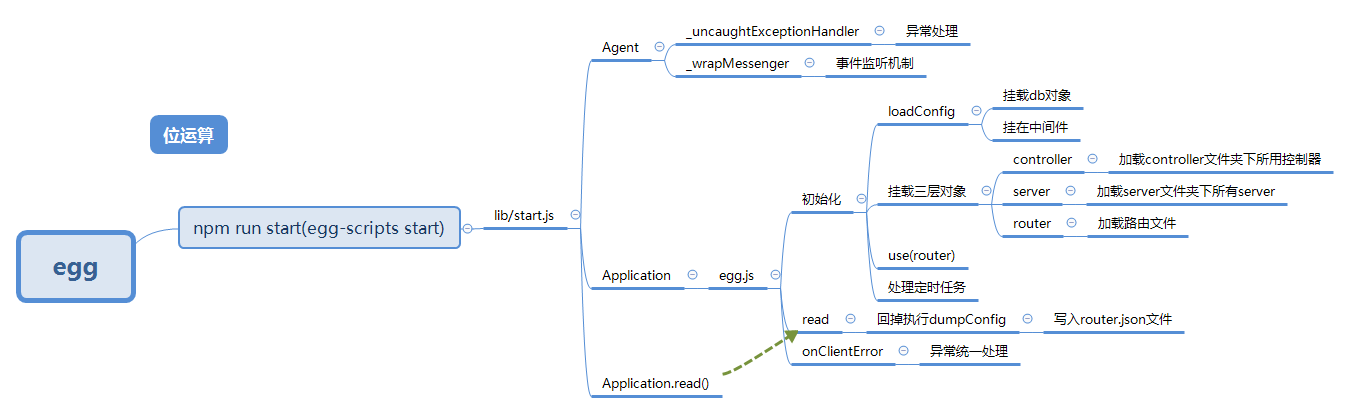 egg
位运算
npm run start(egg-scripts start)
lib/start.js
Agent
_uncaughtExceptionHandler
异常处理
_wrapMessenger
事件监听机制
Application
egg.js
初始化
loadConfig
挂载db对象
挂在中间件
挂载三层对象
controller
加载controller文件夹下所用控制器
server
加载server文件夹下所有server
router
加载路由文件
use(router)
处理定时任务
read
回掉执行dumpConfig
写入router.json文件
onClientError
异常统一处理
Application.read()